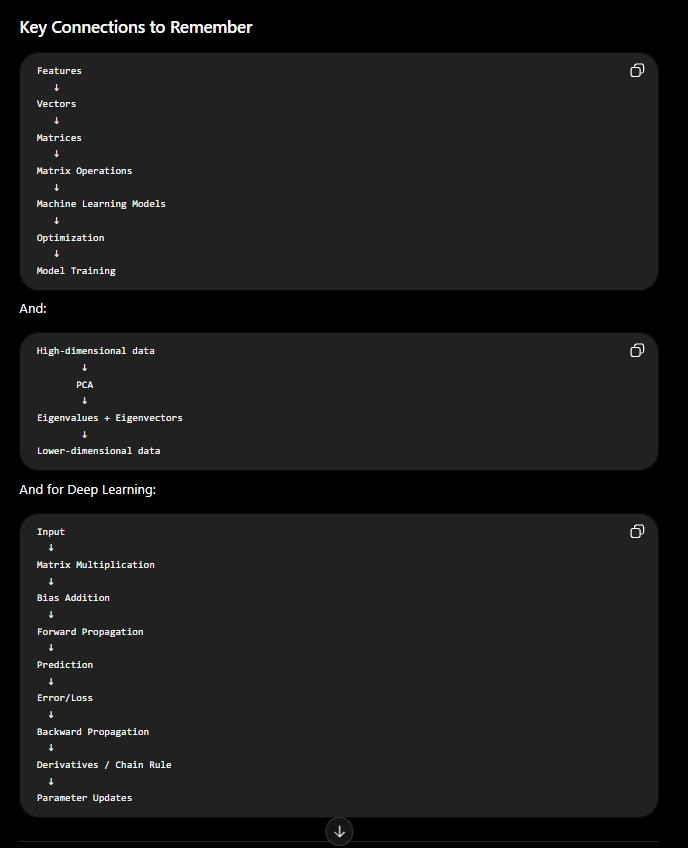 Key Connections to Remember
Features
↓
Vectors
↓
Matrices
↓
Matrix Operations
↓
Machine Learning Models
↓
Optimization
↓
Model Training
And:
High-dimensional data
↓
PCA
↓
Eigenvalues + Eigenvectors
↓
Lower-dimensional data
And for Deep Learning:
Input
↓
Matrix Multiplication
↓
Bias Addition
↓
Forward Propagation
↓
Prediction
↓
Error/Loss
↓
Backward Propagation
↓
Derivatives / Chain Rule
↓
Parameter Updates